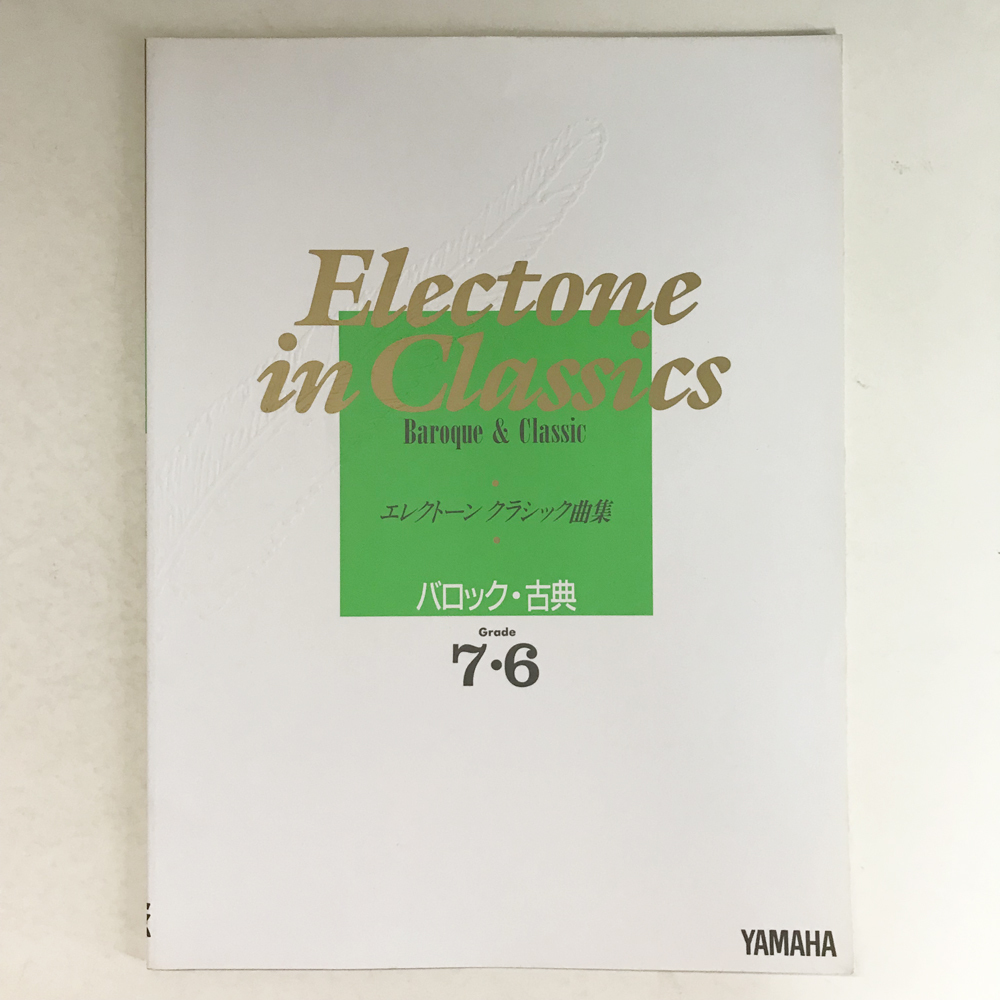 Electone
in Classics
Baroque & Classic
エレクトーン クラシック曲集
バロック・古典
Grade
7・6
YAMAHA